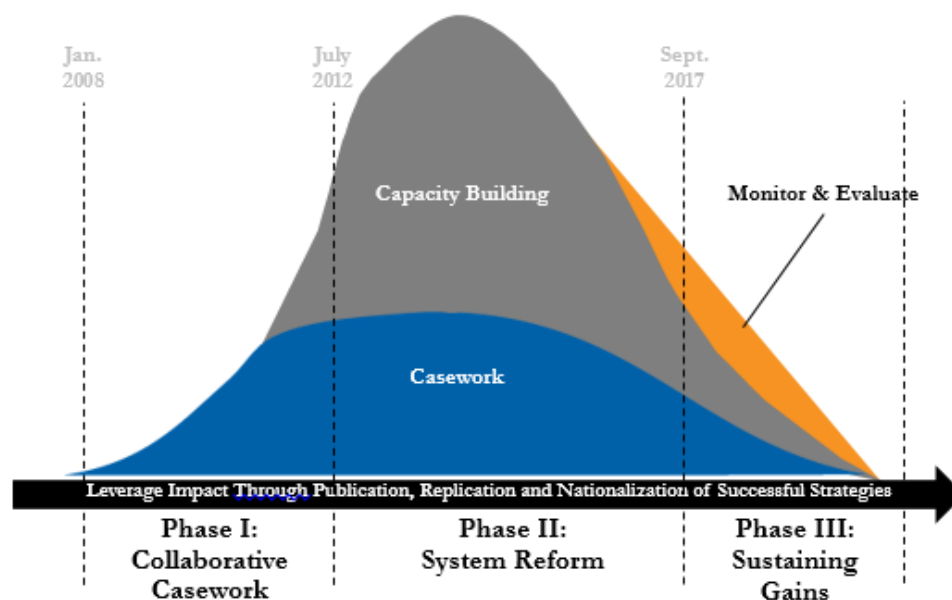 Jan.
2008
July
2012
Sept.
2017
Capacity Building
Monitor & Evaluate
Casework
Leverage Impact Through Publication, Replication and Nationalization of Successful Strategies
Phase I:
Collaborative
Casework
Phase II:
System Reform
Phase III:
Sustaining
Gains